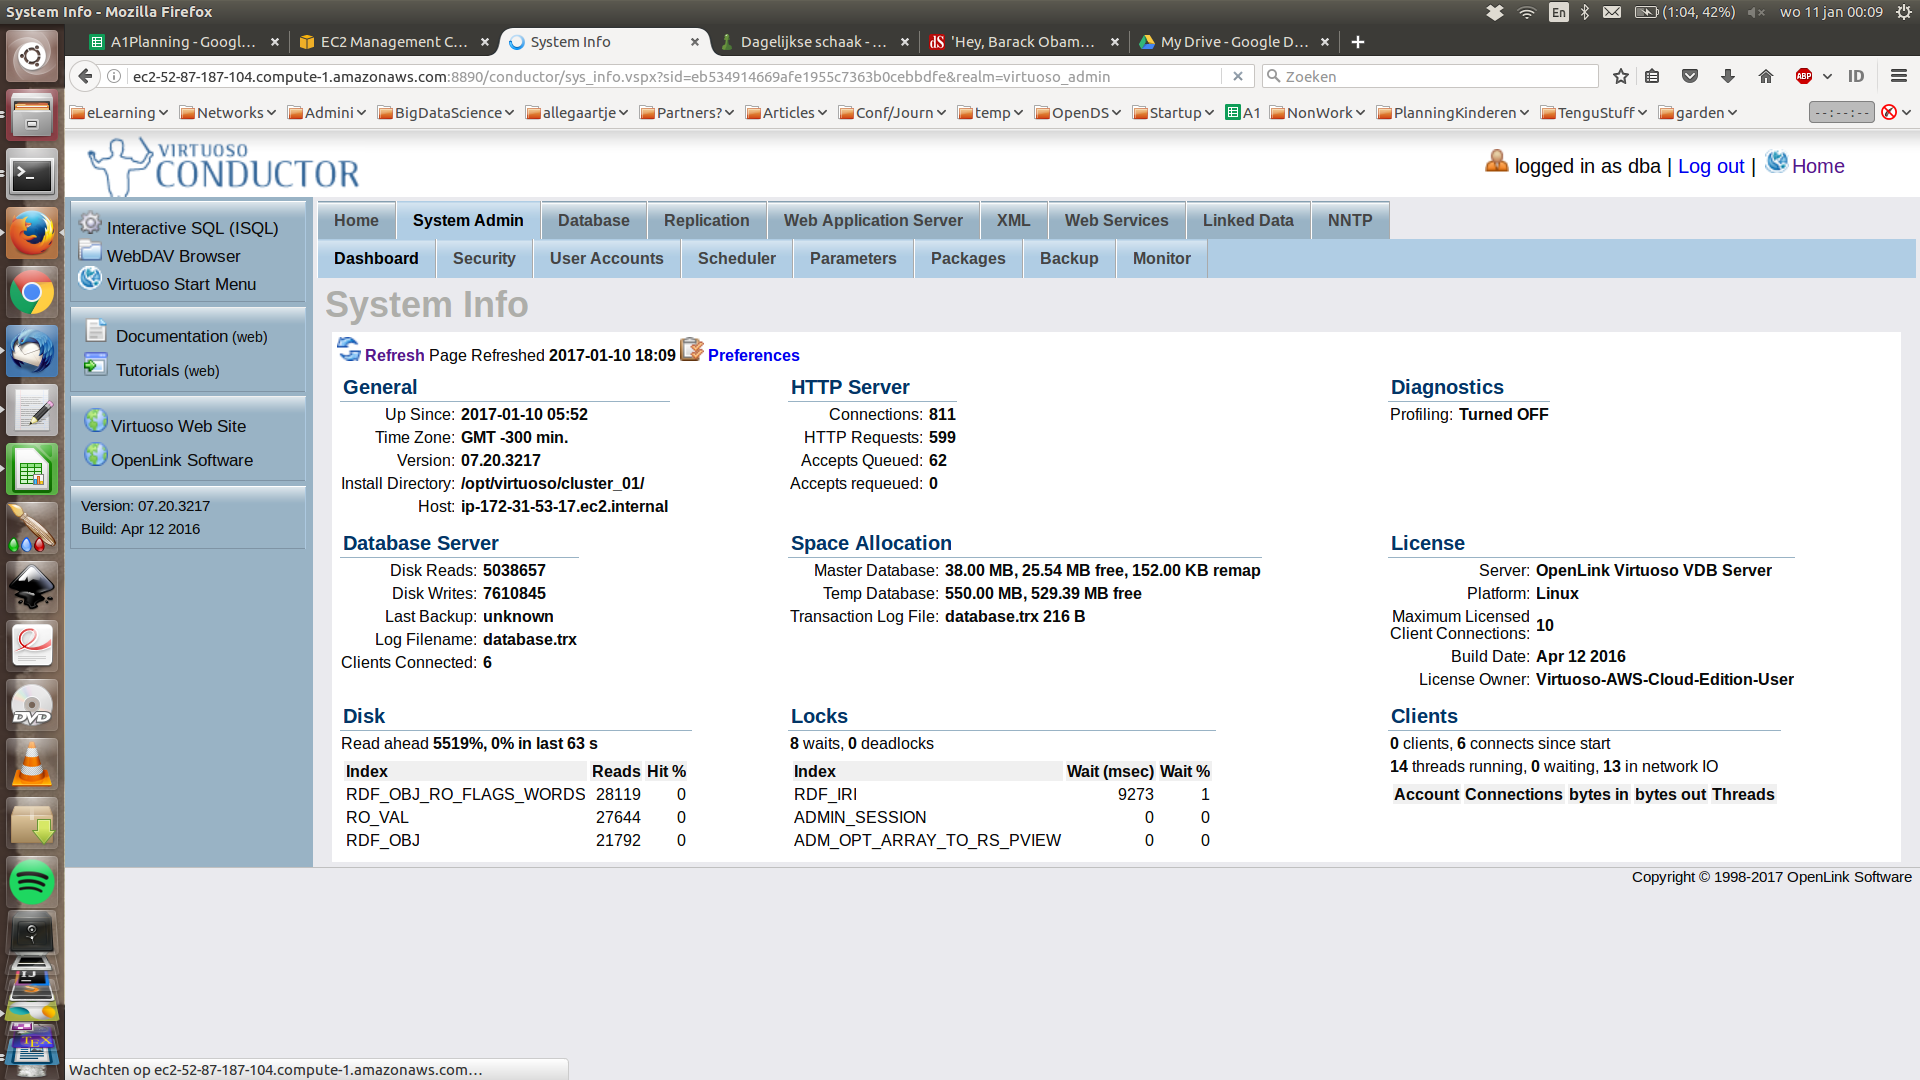 System Info - Mozilla Firefox
En
(1:04, 42%)
wo 11 jan 00:09
A1Planning - Googl... ×
EC2 Management C... ×
System Info ×
Dagelijkse schaak - ... ×
dS 'Hey, Barack Obam... ×
My Drive - Google D... ×
ec2-52-87-187-104.compute-1.amazonaws.com:8890/conductor/sys_info.vspx?sid=eb534914669afe1955c7363b0cebbdfe&realm=virtuoso_admin
Zoeken
ABP
ID
eLearning Networks Admini BigDataScience allegaartje Partners? Articles Conf/Journ temp OpenDS Startup A1 NonWork PlanningKinderen TenguStuff garden
--:--:--
VIRTUOSO
CONDUCTOR
logged in as dba | Log out | Home
Interactive SQL (ISQL)
WebDAV Browser
Virtuoso Start Menu
Documentation (web)
Tutorials (web)
Virtuoso Web Site
OpenLink Software
Version: 07.20.3217
Build: Apr 12 2016
Home System Admin Database Replication Web Application Server XML Web Services Linked Data NNTP
Dashboard Security User Accounts Scheduler Parameters Packages Backup Monitor
System Info
Refresh Page Refreshed 2017-01-10 18:09 Preferences
General
Up Since: 2017-01-10 05:52
Time Zone: GMT -300 min.
Version: 07.20.3217
Install Directory: /opt/virtuoso/cluster_01/
Host: ip-172-31-53-17.ec2.internal
HTTP Server
Connections: 811
HTTP Requests: 599
Accepts Queued: 62
Accepts requeued: 0
Diagnostics
Profiling: Turned OFF
Database Server
Disk Reads: 5038657
Disk Writes: 7610845
Last Backup: unknown
Log Filename: database.trx
Clients Connected: 6
Space Allocation
Master Database: 38.00 MB, 25.54 MB free, 152.00 KB remap
Temp Database: 550.00 MB, 529.39 MB free
Transaction Log File: database.trx 216 B
License
Server: OpenLink Virtuoso VDB Server
Platform: Linux
Maximum Licensed
Client Connections: 10
Build Date: Apr 12 2016
License Owner: Virtuoso-AWS-Cloud-Edition-User
Disk
Read ahead 5519%, 0% in last 63 s
Index Reads Hit %
RDF_OBJ_RO_FLAGS_WORDS 28119 0
RO_VAL 27644 0
RDF_OBJ 21792 0
Locks
8 waits, 0 deadlocks
Index Wait (msec) Wait %
RDF_IRI 9273 1
ADMIN_SESSION 0 0
ADM_OPT_ARRAY_TO_RS_PVIEW 0 0
Clients
0 clients, 6 connects since start
14 threads running, 0 waiting, 13 in network IO
Account Connections bytes in bytes out Threads
Copyright © 1998-2017 OpenLink Software
DVD
TEX
Wachten op ec2-52-87-187-104.compute-1.amazonaws.com...